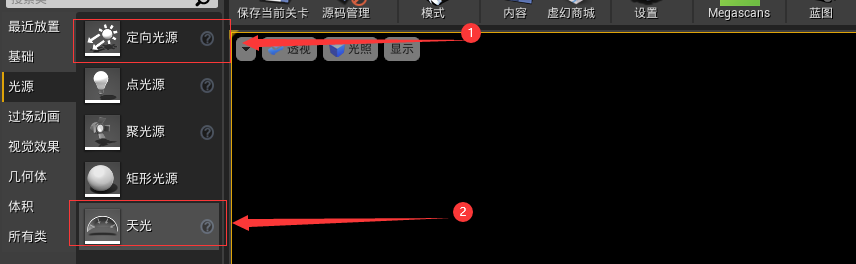 搜索类
保存当前关卡 源码管理 模式 内容 虚幻商城 设置 Megascans 蓝图
最近放置
基础
光源
过场动画
视觉效果
几何体
体积
所有类
定向光源
点光源
聚光源
矩形光源
天光
透视 光照 显示
1
2